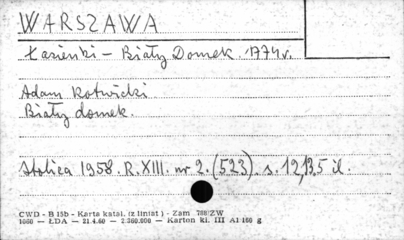 WARSZAWA
Łazienki – Biały Domek. 1774 r.
Adam Kotwicki
Biały domek.
Stolica 1958. R. XIII. nr 2. (523). s. 12,13. 5 il.
CWD - B 15b - Karta katal. (z liniat.) - Zam. 788/ZW
1060 — ŁDA — 21.4.60 — 2.380.000 — Karton kl. III A1 160 g